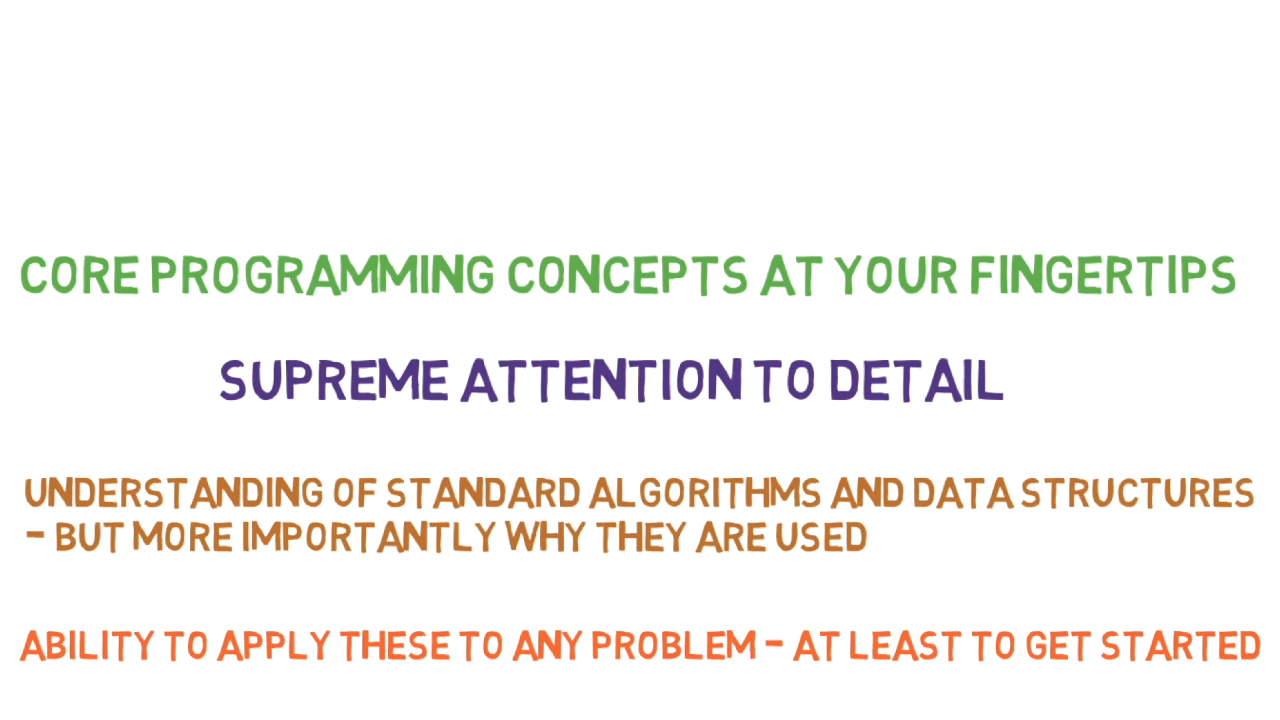 CORE PROGRAMMING CONCEPTS AT YOUR FINGERTIPS
SUPREME ATTENTION TO DETAIL
UNDERSTANDING OF STANDARD ALGORITHMS AND DATA STRUCTURES
- BUT MORE IMPORTANTLY WHY THEY ARE USED
ABILITY TO APPLY THESE TO ANY PROBLEM - AT LEAST TO GET STARTED